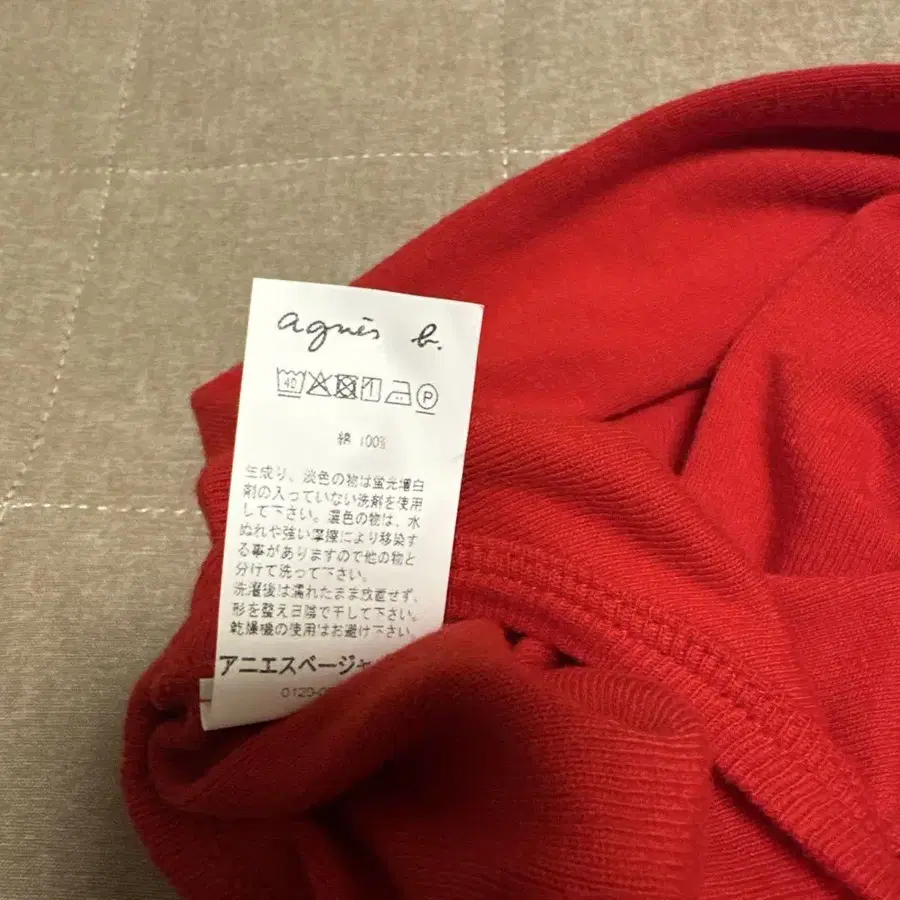 agnès b.
40 P
綿 100%
生成り、淡色の物は蛍光増白
剤の入っていない洗剤を使用
して下さい。濃色の物は、水
ぬれや強い摩擦により移染す
る事がありますので他の物と
分けて洗って下さい。
洗濯後は濡れたまま放置せず、
形を整え日陰で干して下さい。
乾燥機の使用はお避け下さい。
アニエスベージャ
0120-0